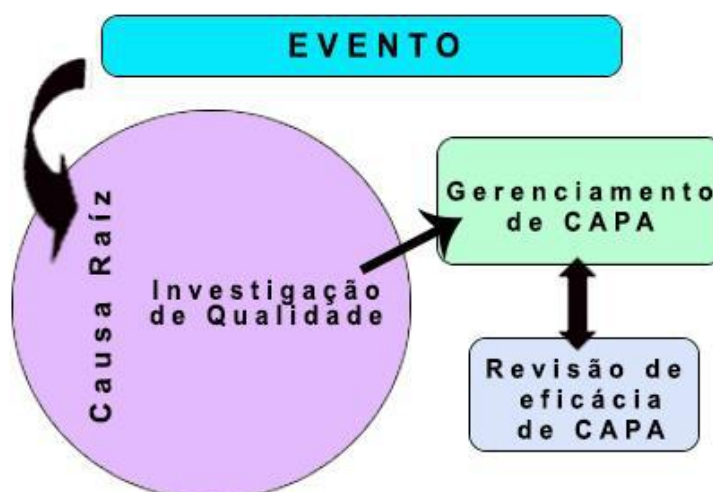 EVENTO
Causa Raíz
Investigação
de Qualidade
Gerenciamento
de CAPA
Revisão de
eficácia
de CAPA